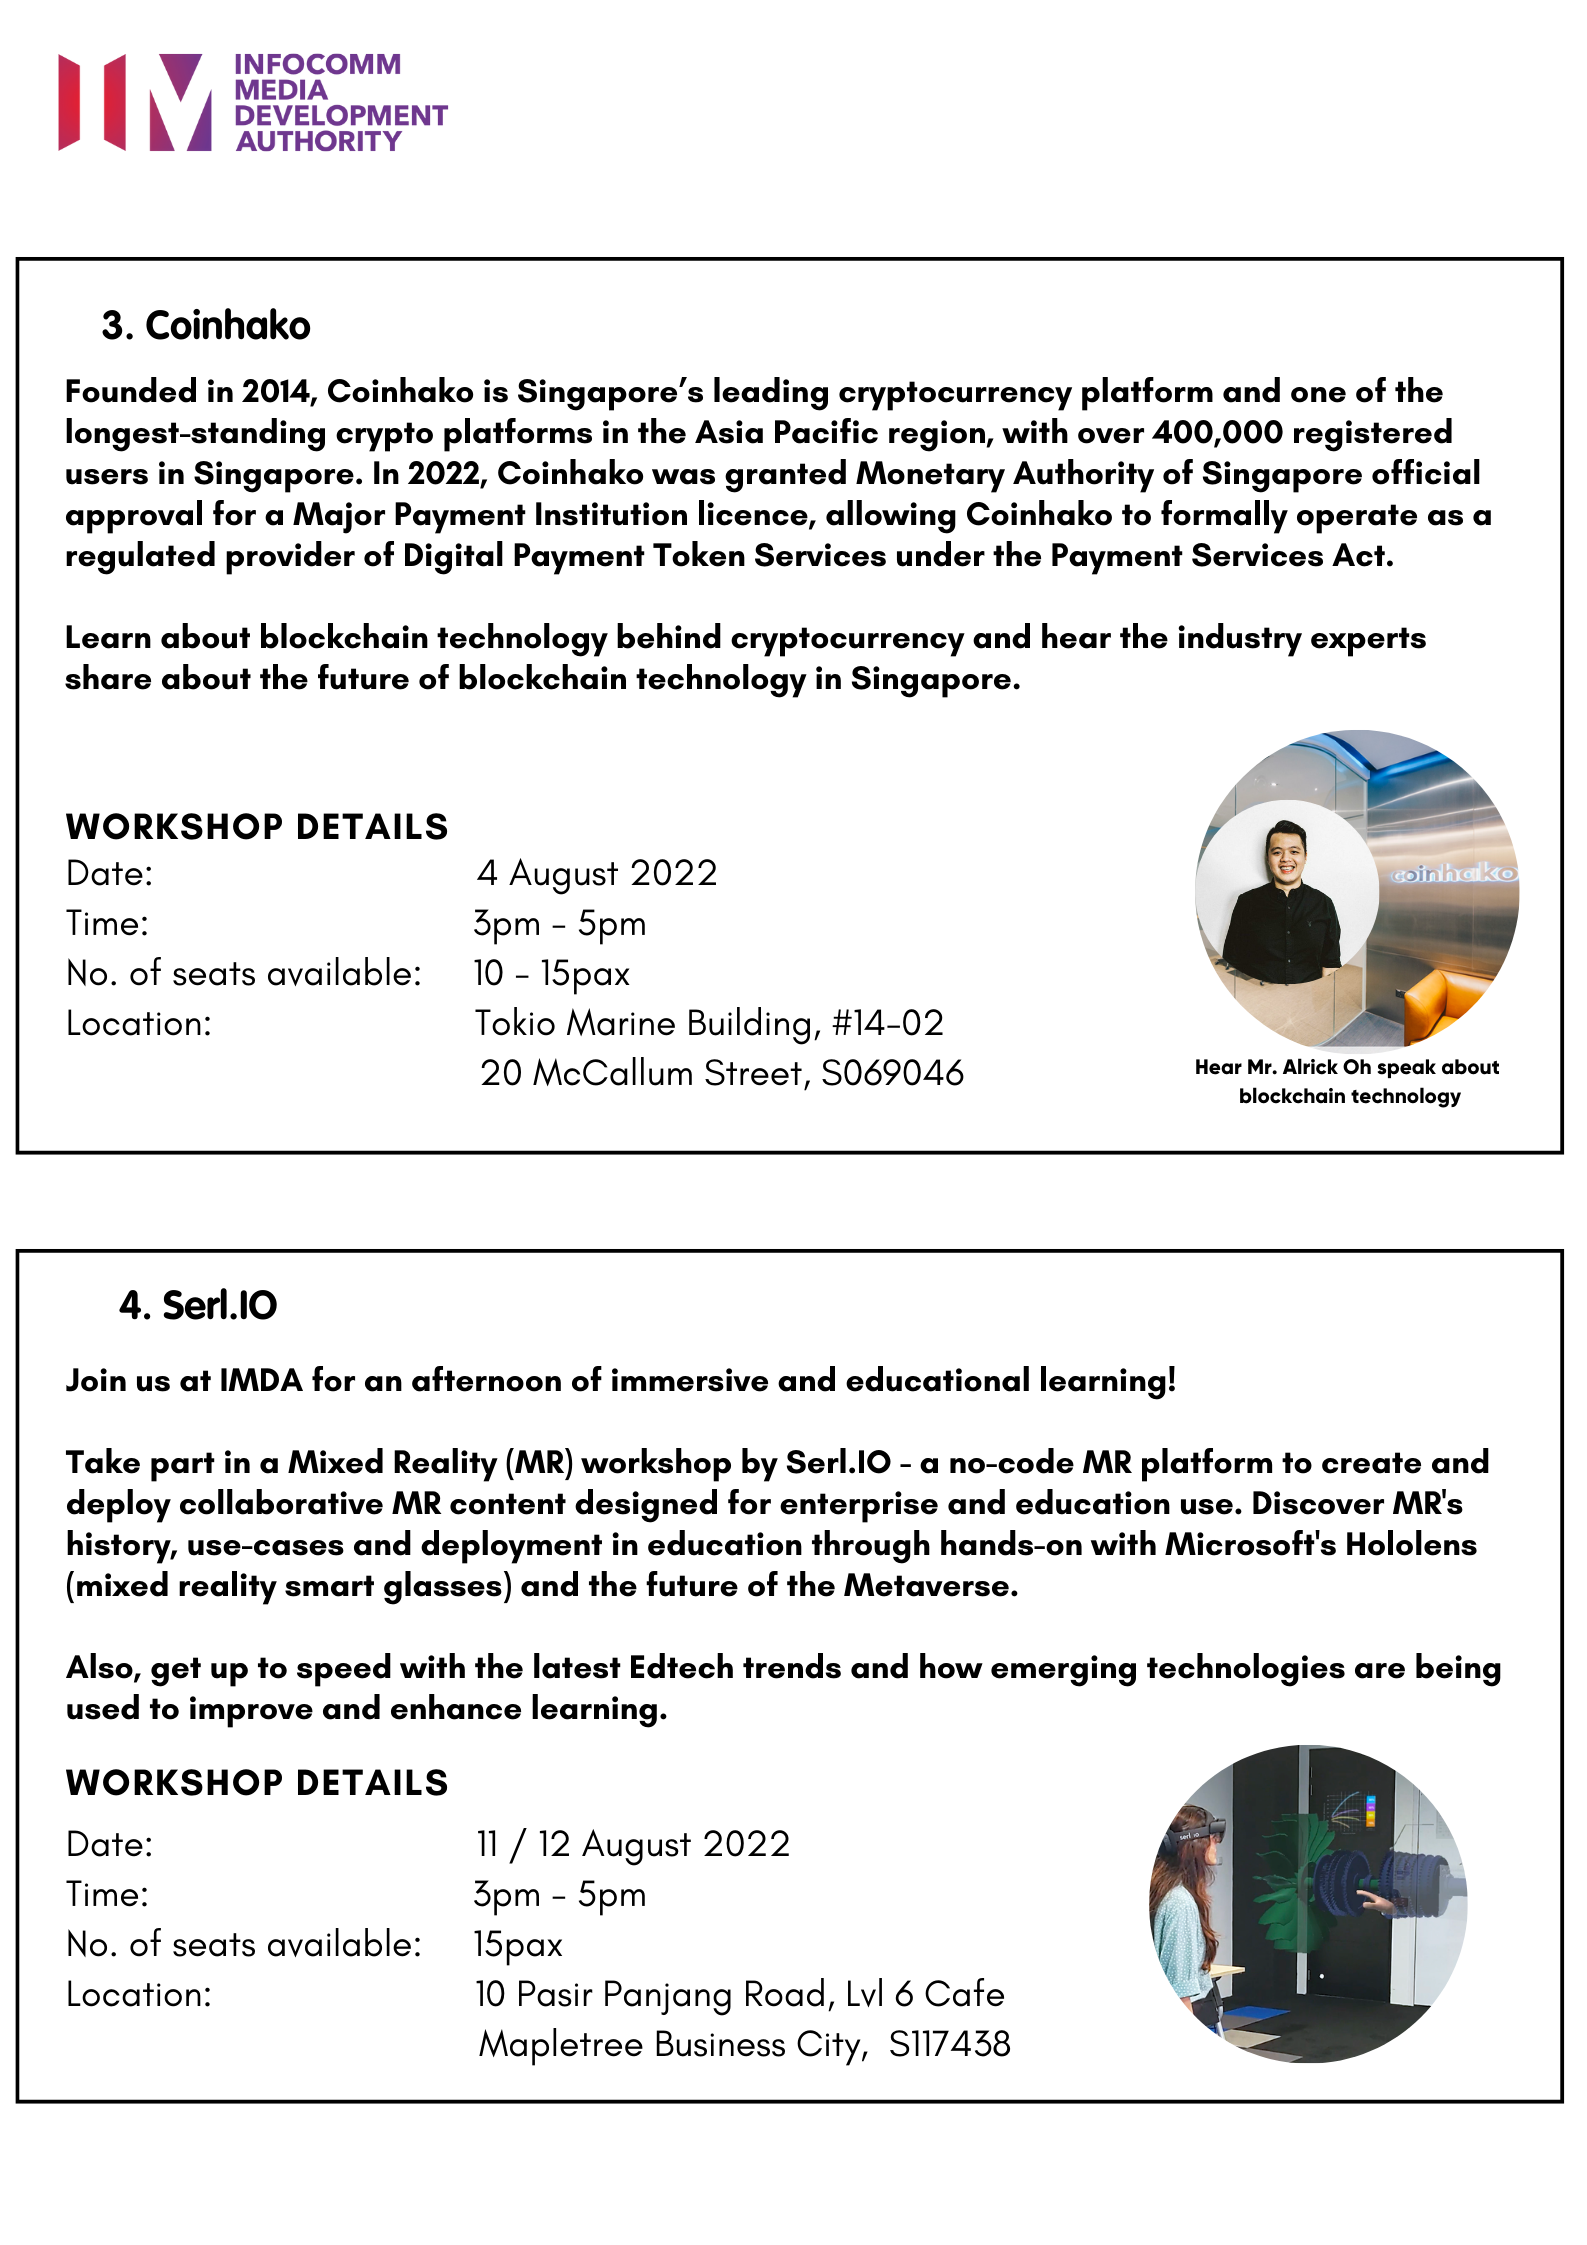 INFOCOMM
MEDIA
DEVELOPMENT
AUTHORITY
3. Coinhako
Founded in 2014, Coinhako is Singapore's leading cryptocurrency platform and one of the
longest-standing crypto platforms in the Asia Pacific region, with over 400,000 registered
users in Singapore. In 2022, Coinhako was granted Monetary Authority of Singapore official
approval for a Major Payment Institution licence, allowing Coinhako to formally operate as a
regulated provider of Digital Payment Token Services under the Payment Services Act.
Learn about blockchain technology behind cryptocurrency and hear the industry experts
share about the future of blockchain technology in Singapore.
WORKSHOP DETAILS
Date: 4 August 2022
Time: 3pm - 5pm
No. of seats available: 10 - 15pax
Location: Tokio Marine Building, #14-02
20 McCallum Street, S069046
coinhako
Hear Mr. Alrick Oh speak about
blockchain technology
4. Serl.IO
Join us at IMDA for an afternoon of immersive and educational learning!
Take part in a Mixed Reality (MR) workshop by Serl.IO - a no-code MR platform to create and
deploy collaborative MR content designed for enterprise and education use. Discover MR's
history, use-cases and deployment in education through hands-on with Microsoft's Hololens
(mixed reality smart glasses) and the future of the Metaverse.
Also, get up to speed with the latest Edtech trends and how emerging technologies are being
used to improve and enhance learning.
WORKSHOP DETAILS
Date: 11 / 12 August 2022
Time: 3pm - 5pm
No. of seats available: 15pax
Location: 10 Pasir Panjang Road, Lvl 6 Cafe
Mapletree Business City, S117438
serl.io